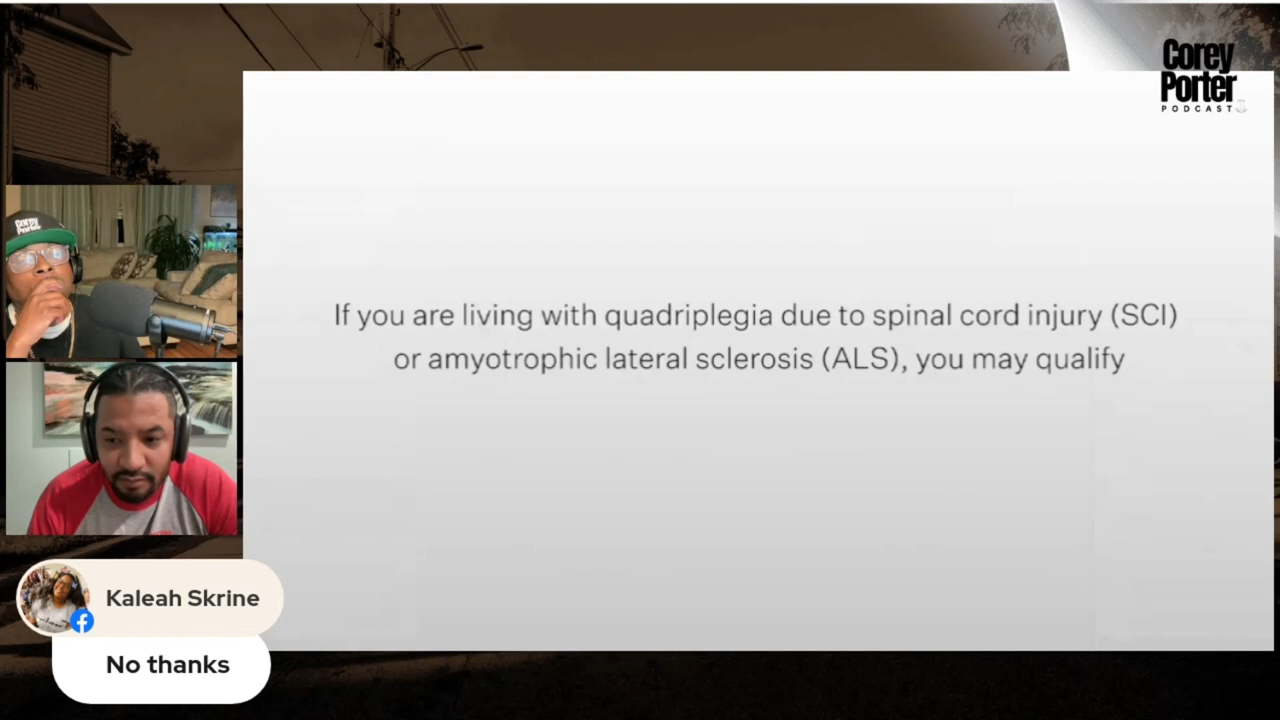 Corey
Porter
PODCAST
If you are living with quadriplegia due to spinal cord injury (SCI)
or amyotrophic lateral sclerosis (ALS), you may qualify
Kaleah Skrine
No thanks